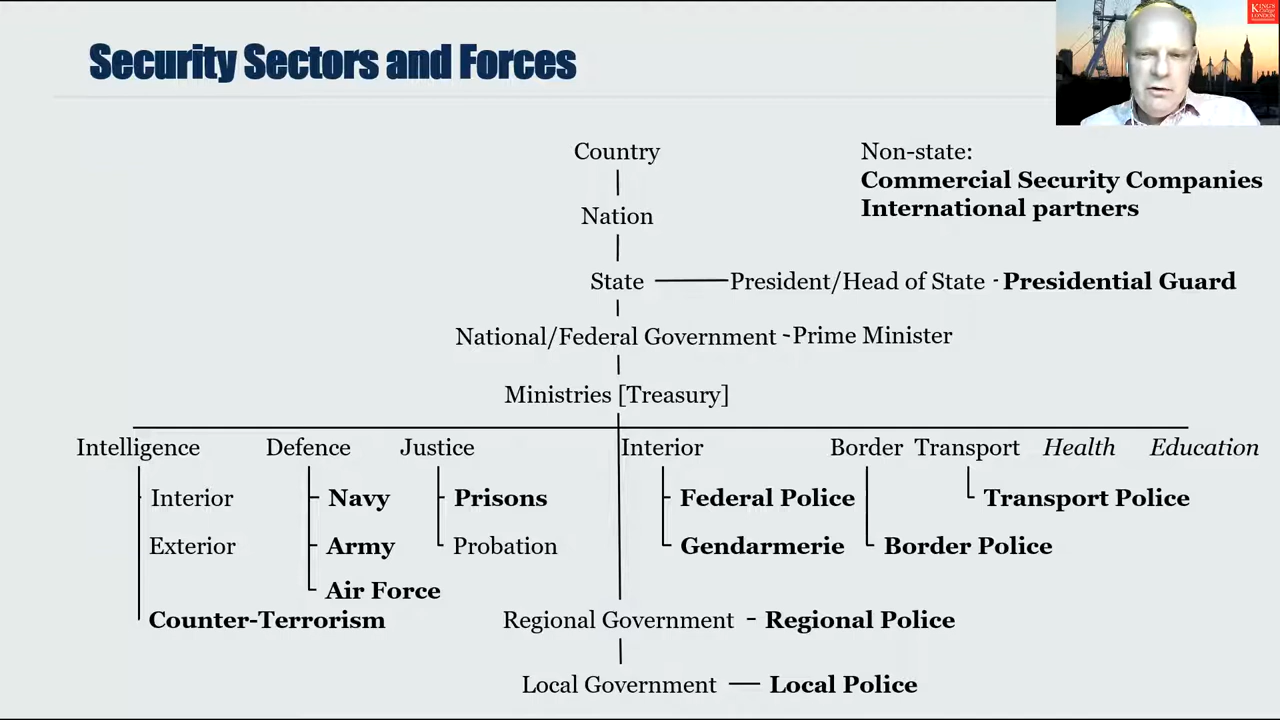 Security Sectors and Forces
KING'S
College
LONDON
Country
Non-state:
Commercial Security Companies
International partners
Nation
State President/Head of State - Presidential Guard
National/Federal Government - Prime Minister
Ministries [Treasury]
Intelligence Defence Justice Interior Border Transport Health Education
Interior Navy Prisons Federal Police Transport Police
Exterior Army Probation Gendarmerie Border Police
Air Force
Counter-Terrorism Regional Government - Regional Police
Local Government — Local Police